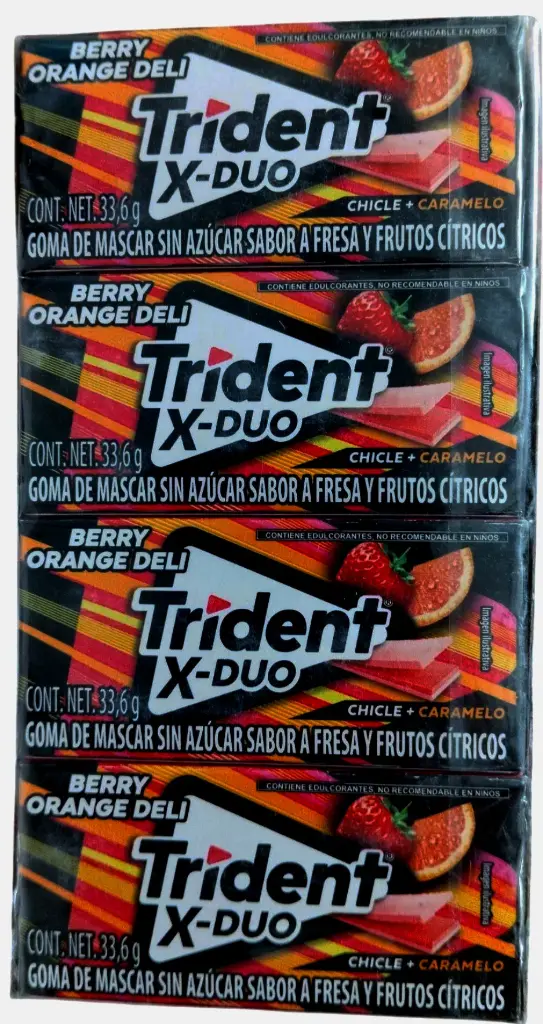 BERRY
ORANGE DELI
CONTIENE EDULCORANTES, NO RECOMENDABLE EN NIÑOS
Trident®
X-DUO
Imagen ilustrativa
CONT. NET. 33,6 g
CHICLE + CARAMELO
GOMA DE MASCAR SIN AZÚCAR SABOR A FRESA Y FRUTOS CÍTRICOS
BERRY
ORANGE DELI
CONTIENE EDULCORANTES, NO RECOMENDABLE EN NIÑOS
Trident®
X-DUO
Imagen ilustrativa
CONT. NET. 33,6 g
CHICLE + CARAMELO
GOMA DE MASCAR SIN AZÚCAR SABOR A FRESA Y FRUTOS CÍTRICOS
BERRY
ORANGE DELI
CONTIENE EDULCORANTES, NO RECOMENDABLE EN NIÑOS
Trident®
X-DUO
Imagen ilustrativa
CONT. NET. 33,6 g
CHICLE + CARAMELO
GOMA DE MASCAR SIN AZÚCAR SABOR A FRESA Y FRUTOS CÍTRICOS
BERRY
ORANGE DELI
CONTIENE EDULCORANTES, NO RECOMENDABLE EN NIÑOS
Trident®
X-DUO
Imagen ilustrativa
CONT. NET. 33,6 g
CHICLE + CARAMELO
GOMA DE MASCAR SIN AZÚCAR SABOR A FRESA Y FRUTOS CÍTRICOS